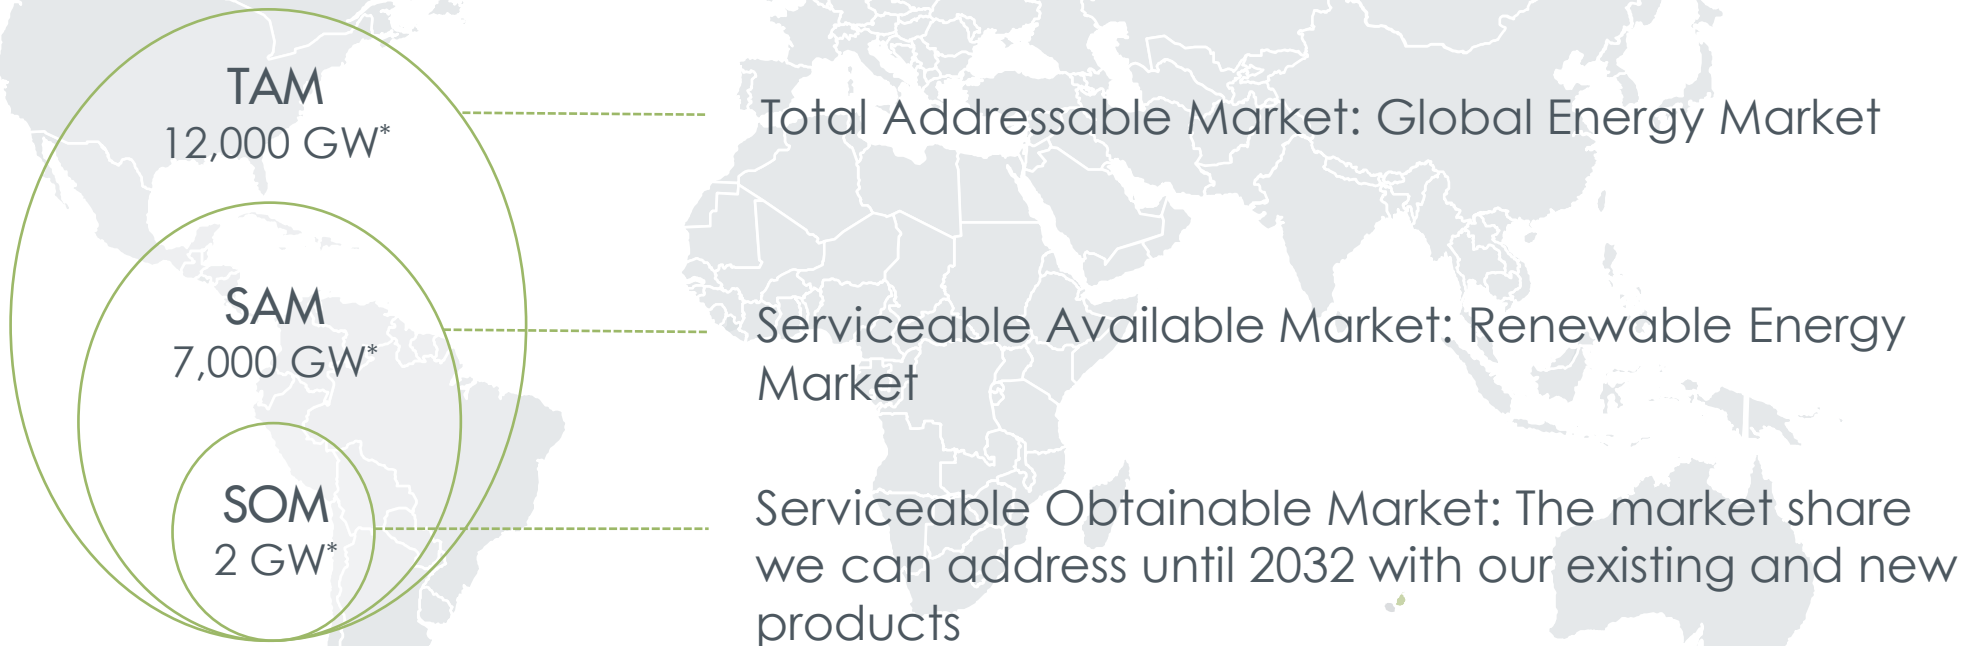 TAM
12,000 GW*
Total Addressable Market: Global Energy Market
SAM
7,000 GW*
Serviceable Available Market: Renewable Energy
Market
SOM
2 GW*
Serviceable Obtainable Market: The market share
we can address until 2032 with our existing and new
products